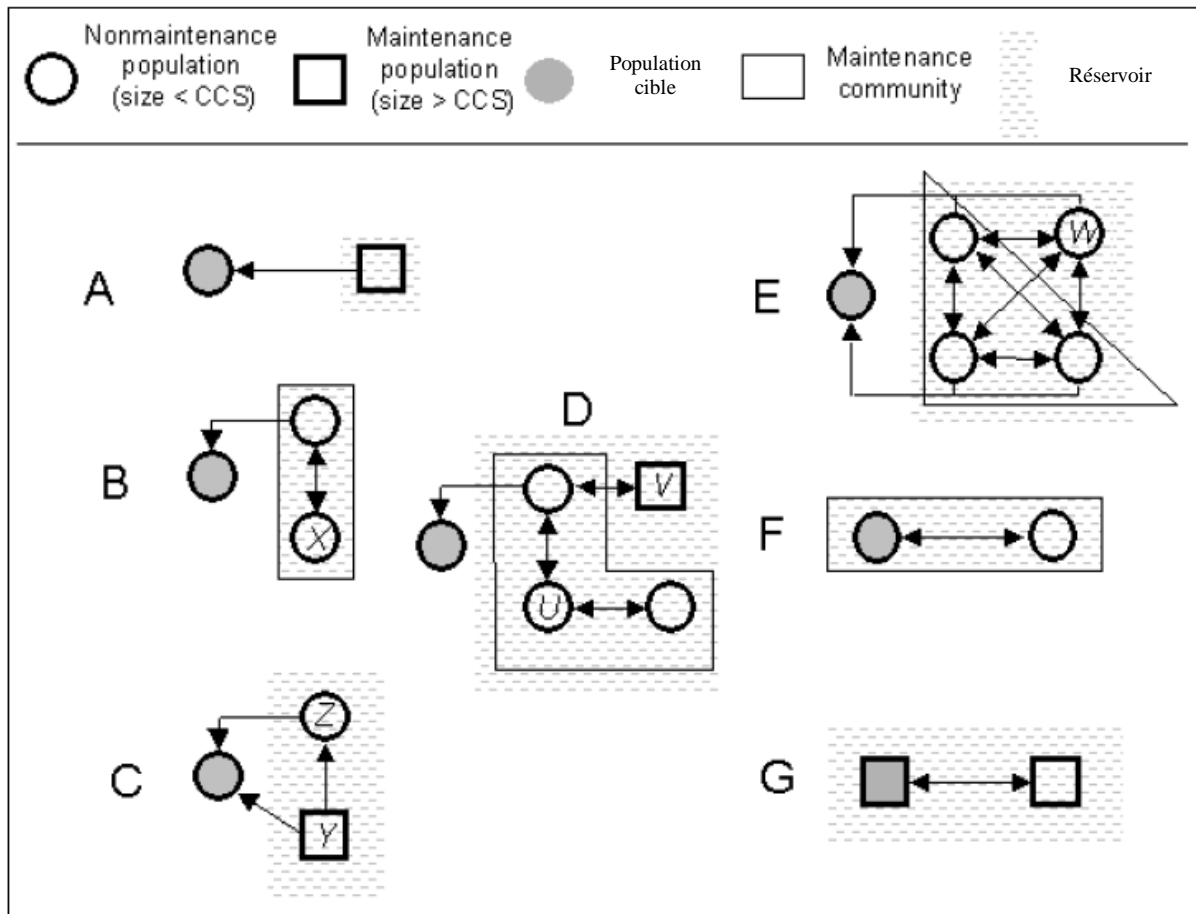 Nonmaintenance
population
(size < CCS)
Maintenance
population
(size > CCS)
Population
cible
Maintenance
community
Réservoir
A
B
X
C
Z
Y
D
V
U
E
W
F
G